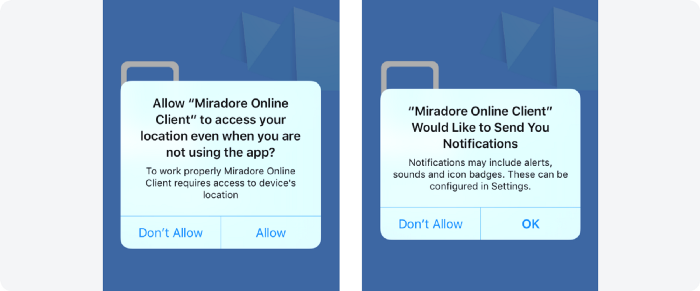 Allow “Miradore Online
Client” to access your
location even when you are
not using the app?
To work properly Miradore Online
Client requires access to device's
location
Don't Allow
Allow
“Miradore Online Client”
Would Like to Send You
Notifications
Notifications may include alerts,
sounds and icon badges. These can be
configured in Settings.
Don't Allow
OK